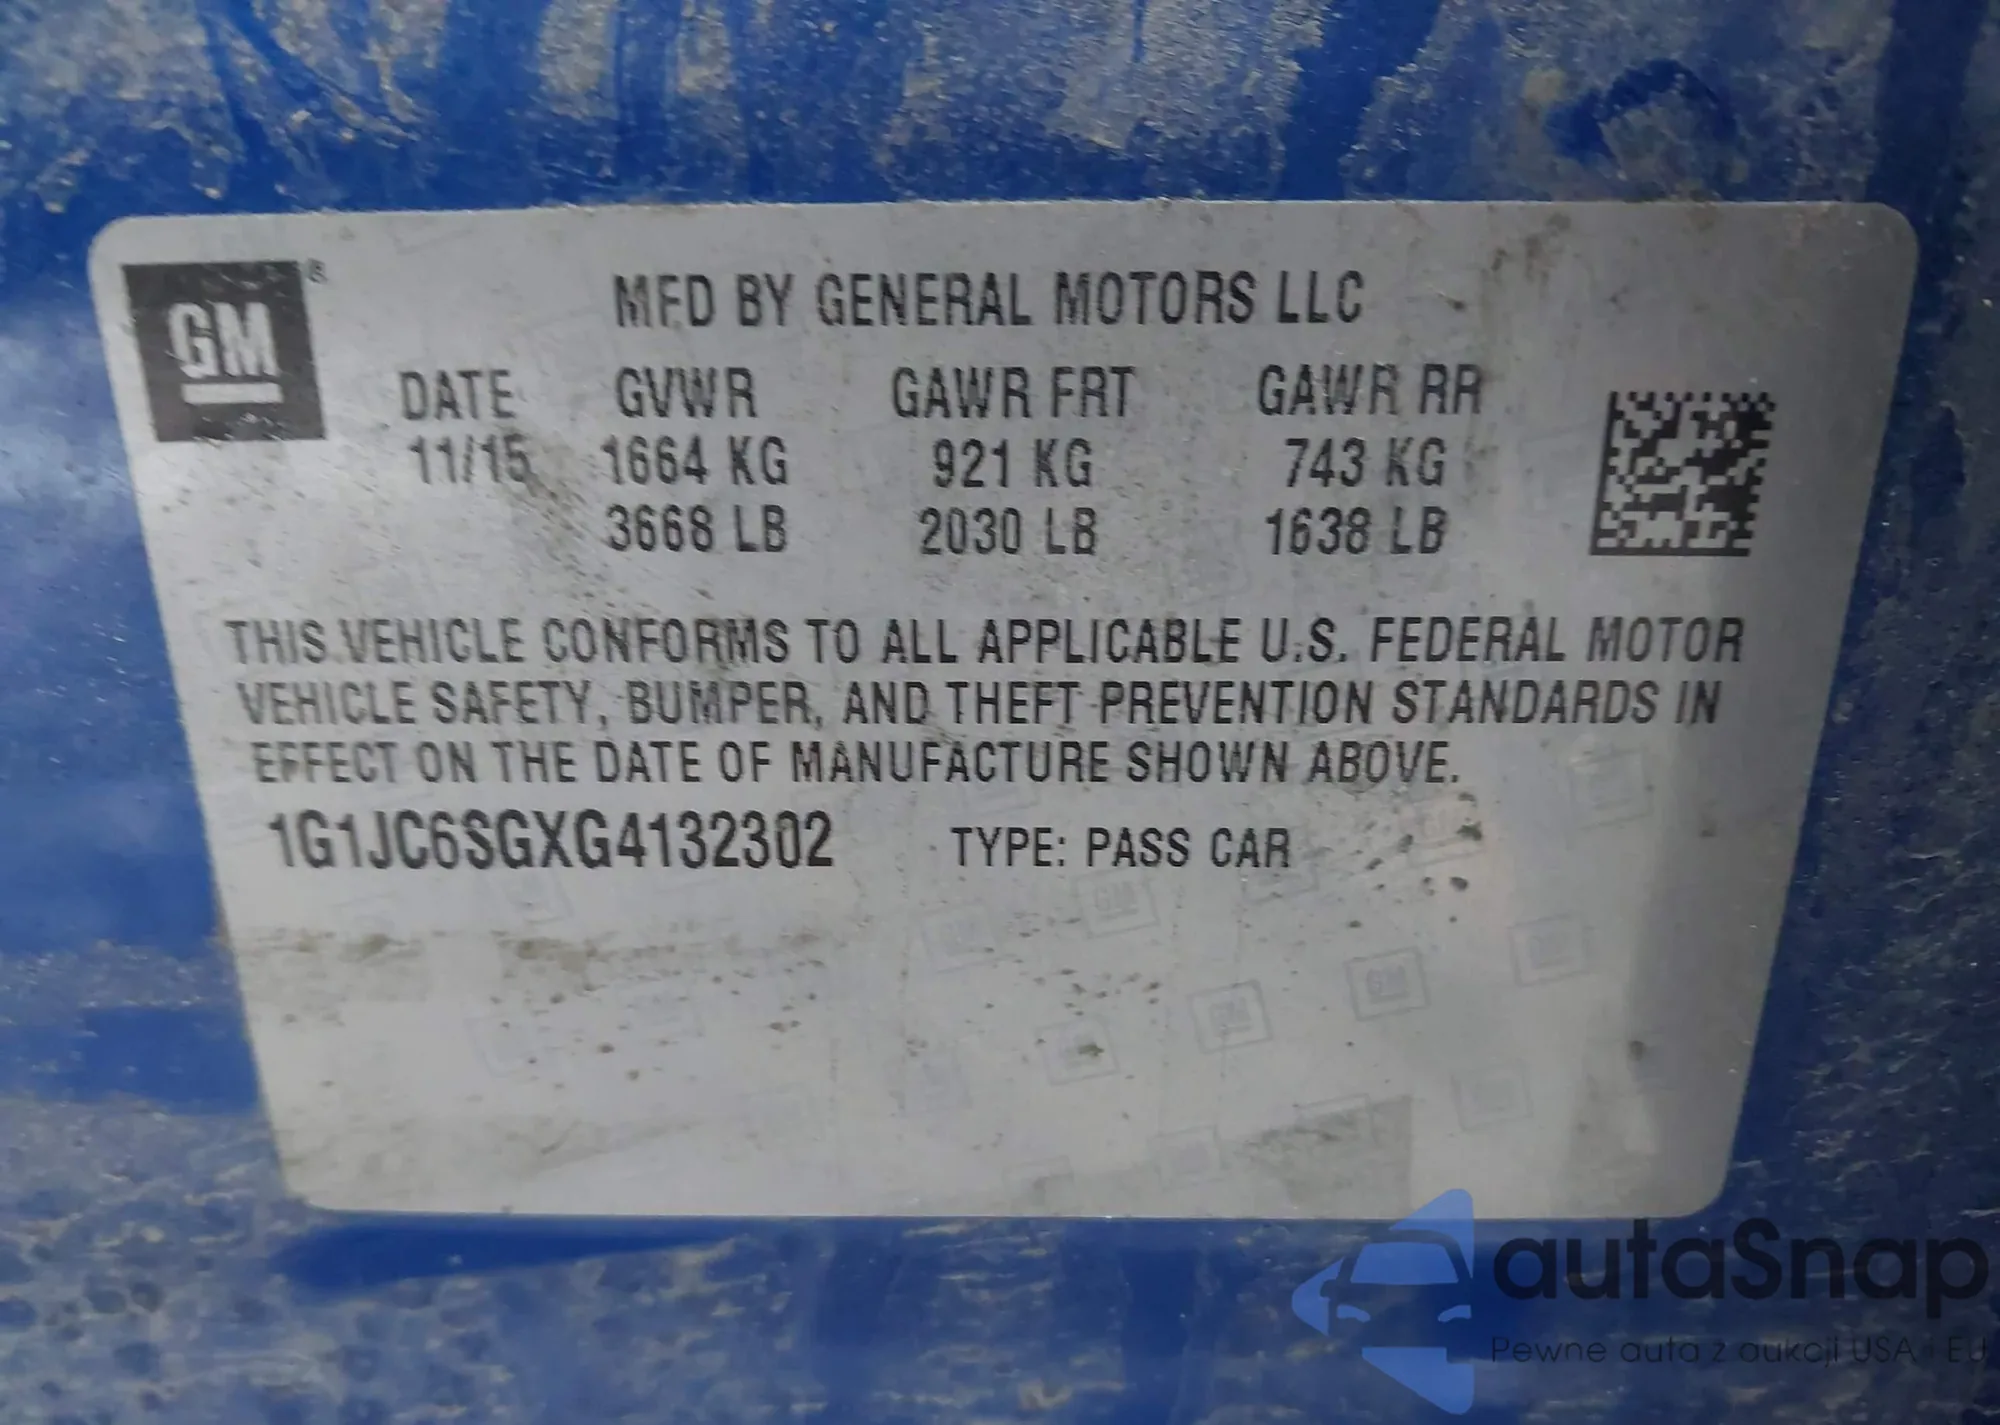 GM ®
MFD BY GENERAL MOTORS LLC
DATE GVWR GAWR FRT GAWR RR
11/15 1664 KG 921 KG 743 KG
3668 LB 2030 LB 1638 LB
THIS VEHICLE CONFORMS TO ALL APPLICABLE U.S. FEDERAL MOTOR
VEHICLE SAFETY, BUMPER, AND THEFT PREVENTION STANDARDS IN
EFFECT ON THE DATE OF MANUFACTURE SHOWN ABOVE.
1G1JC6SGXG4132302 TYPE: PASS CAR
autaSnap
Pewne auta z aukcji USA i EU